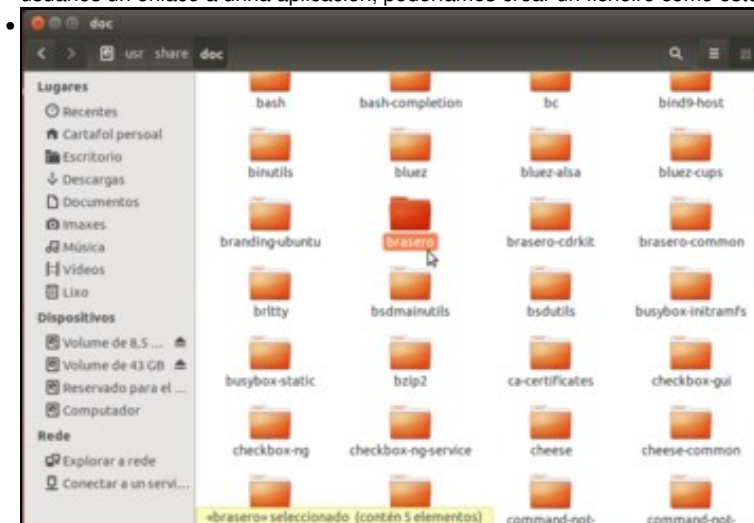 usuarios un enlace a unha aplicación, poderíamos crear un ficheiro como este
doc
usr share doc
Lugares
Recentes
Cartafol persoal
Escritorio
Descargas
Documentos
Imaxes
Música
Vídeos
Lixo
Dispositivos
Volume de 8,5 ...
Volume de 43 GB
Reservado para el ...
Computador
Rede
Explorar a rede
Conectar a un servi...
bash bash-completion bc bind9-host
binutils bluez bluez-alsa bluez-cups
branding-ubuntu brasero brasero-cdrkit brasero-common
brltty bsdmainutils bsdutils busybox-initramfs
busybox-static bzip2 ca-certificates checkbox-gui
checkbox-ng checkbox-ng-service cheese cheese-common
command-not- command-not-
«brasero» seleccionado (contén 5 elementos)